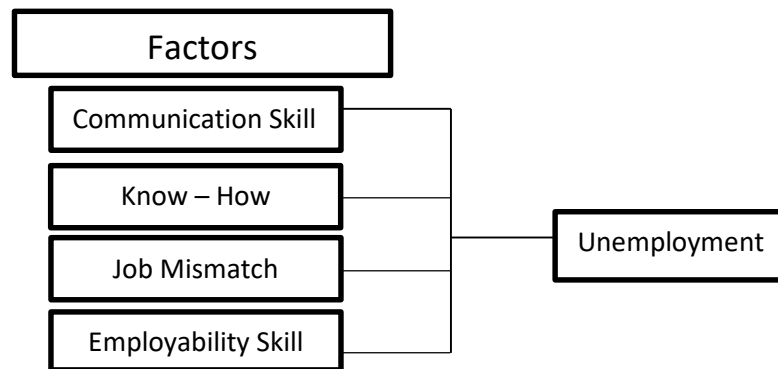 Factors
Communication Skill
Know – How
Job Mismatch
Employability Skill
Unemployment